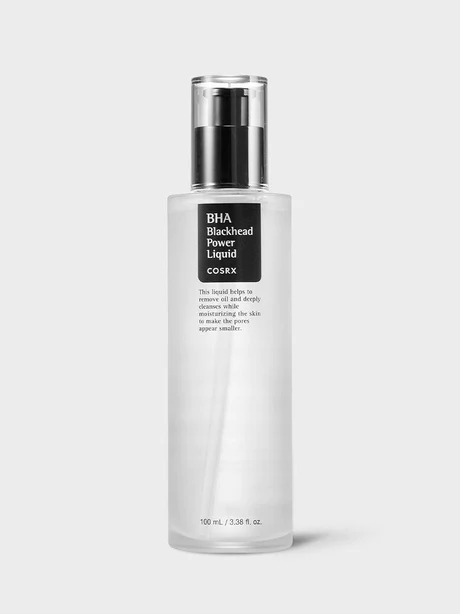 BHA
Blackhead
Power
Liquid
COSRX
This liquid helps to
remove oil and deeply
cleanses while
moisturizing the skin
to make the pores
appear smaller.
100 mL / 3.38 fl. oz.